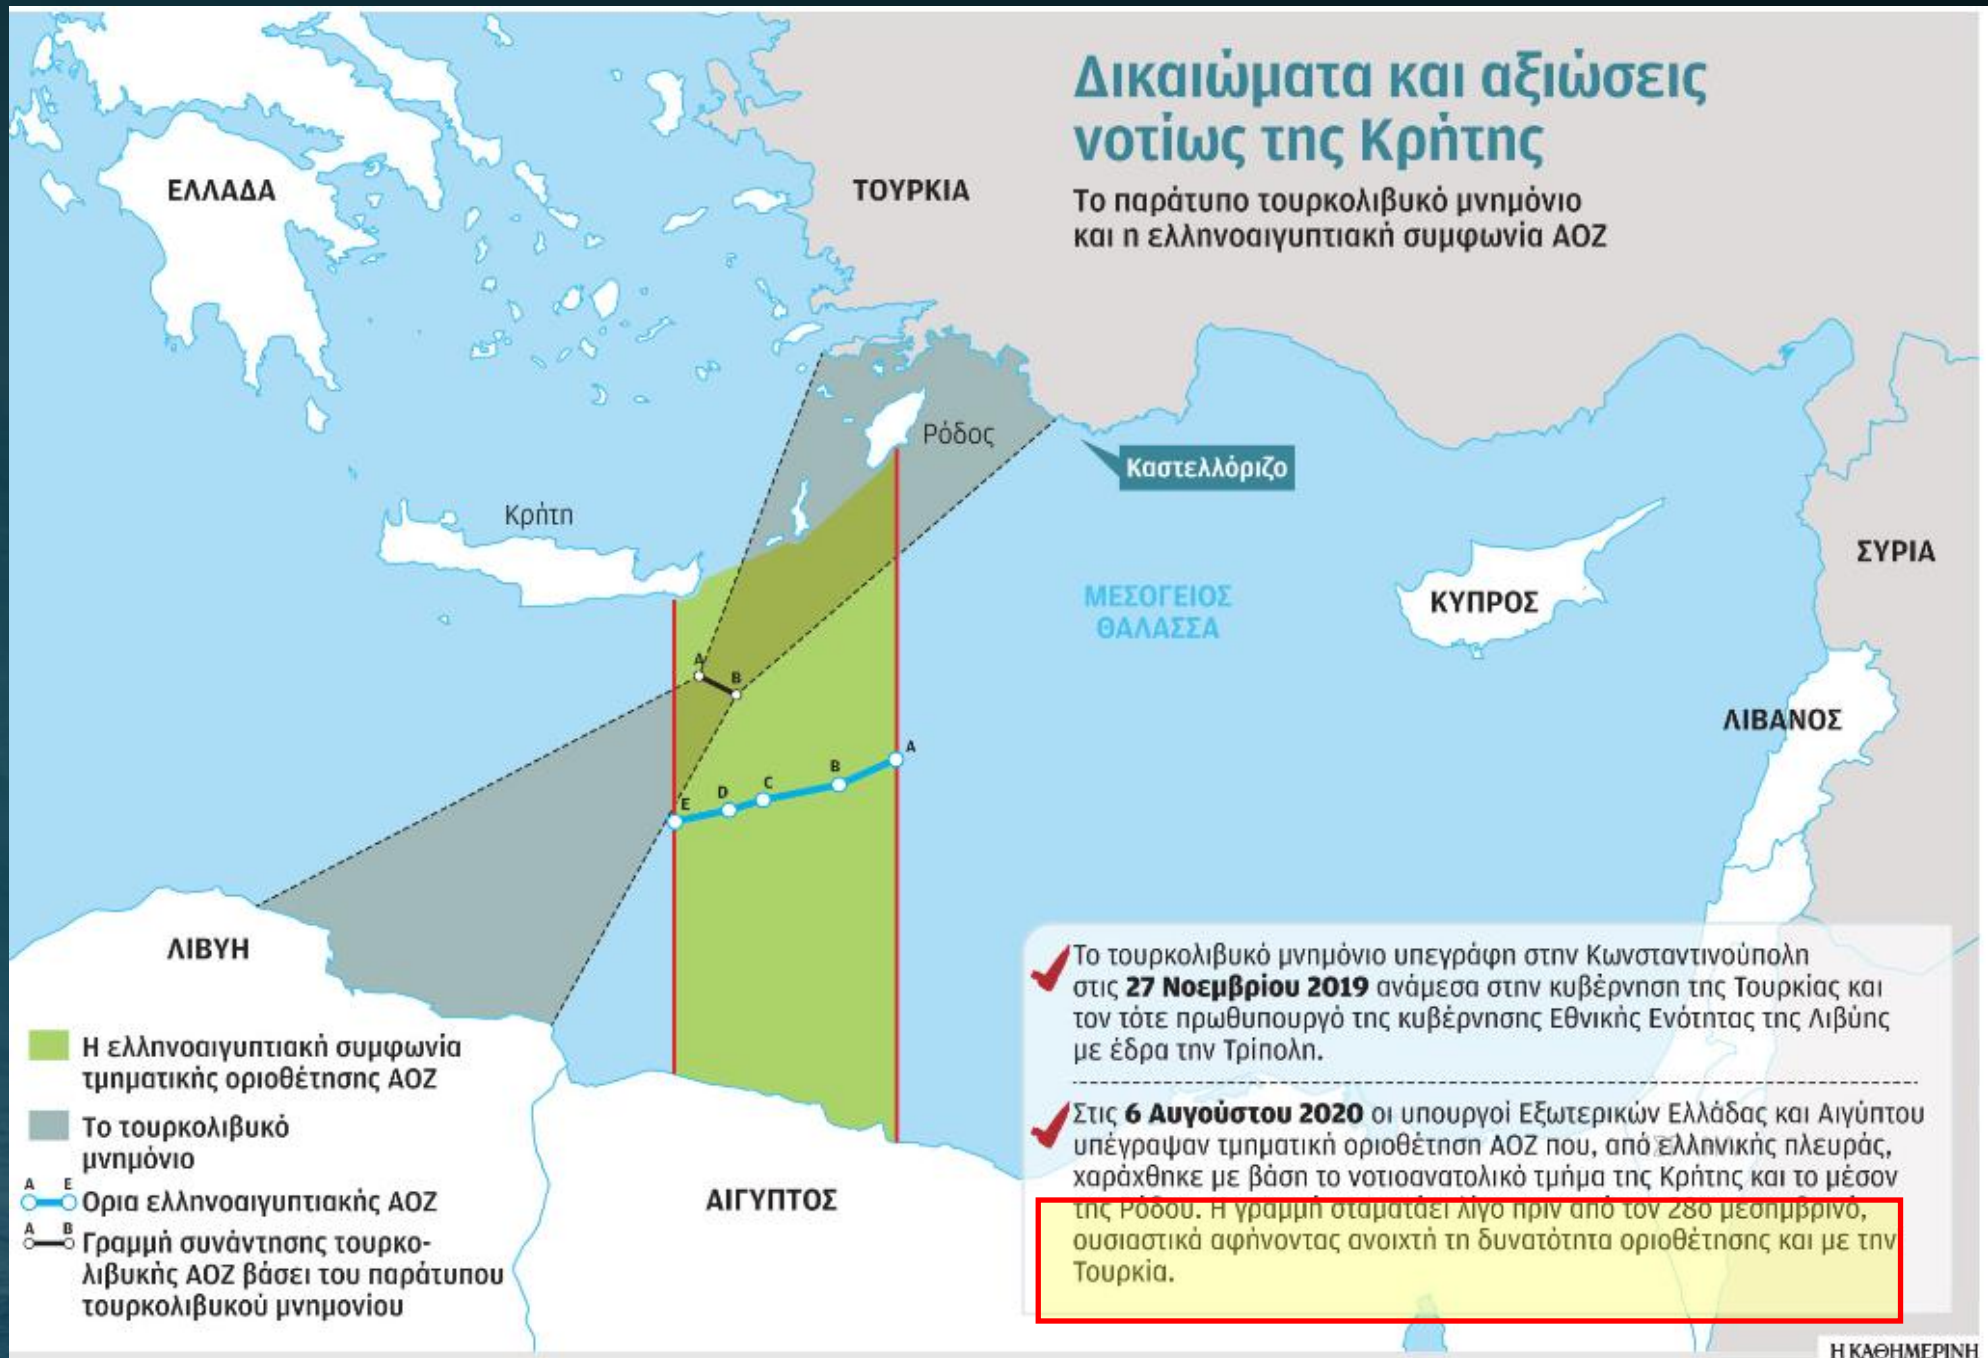 Δικαιώματα και αξιώσεις
νοτίως της Κρήτης
Το παράτυπο τουρκολιβυκό μνημόνιο
και η ελληνοαιγυπτιακή συμφωνία ΑΟΖ
ΕΛΛΑΔΑ
ΤΟΥΡΚΙΑ
Ρόδος
Καστελλόριζο
Κρήτη
ΣΥΡΙΑ
ΜΕΣΟΓΕΙΟΣ
ΘΑΛΑΣΣΑ
ΚΥΠΡΟΣ
A
B
ΛΙΒΑΝΟΣ
A
B
C
D
E
ΛΙΒΥΗ
ΑΙΓΥΠΤΟΣ
Η ελληνοαιγυπτιακή συμφωνία
τμηματικής οριοθέτησης ΑΟΖ
Το τουρκολιβυκό
μνημόνιο
A E
Ορια ελληνοαιγυπτιακής ΑΟΖ
A B
Γραμμή συνάντησης τουρκο-
λιβυκής ΑΟΖ βάσει του παράτυπου
τουρκολιβυκού μνημονίου
Το τουρκολιβυκό μνημόνιο υπεγράφη στην Κωνσταντινούπολη
στις 27 Νοεμβρίου 2019 ανάμεσα στην κυβέρνηση της Τουρκίας και
τον τότε πρωθυπουργό της κυβέρνησης Εθνικής Ενότητας της Λιβύης
με έδρα την Τρίπολη.
Στις 6 Αυγούστου 2020 οι υπουργοί Εξωτερικών Ελλάδας και Αιγύπτου
υπέγραψαν τμηματική οριοθέτηση ΑΟΖ που, από ελληνικής πλευράς,
χαράχθηκε με βάση το νοτιοανατολικό τμήμα της Κρήτης και το μέσον
της Ρόδου. Η γραμμή σταματάει λίγο πριν από τον 28ο μεσημβρινό,
ουσιαστικά αφήνοντας ανοιχτή τη δυνατότητα οριοθέτησης και με την
Τουρκία.
Η ΚΑΘΗΜΕΡΙΝΗ